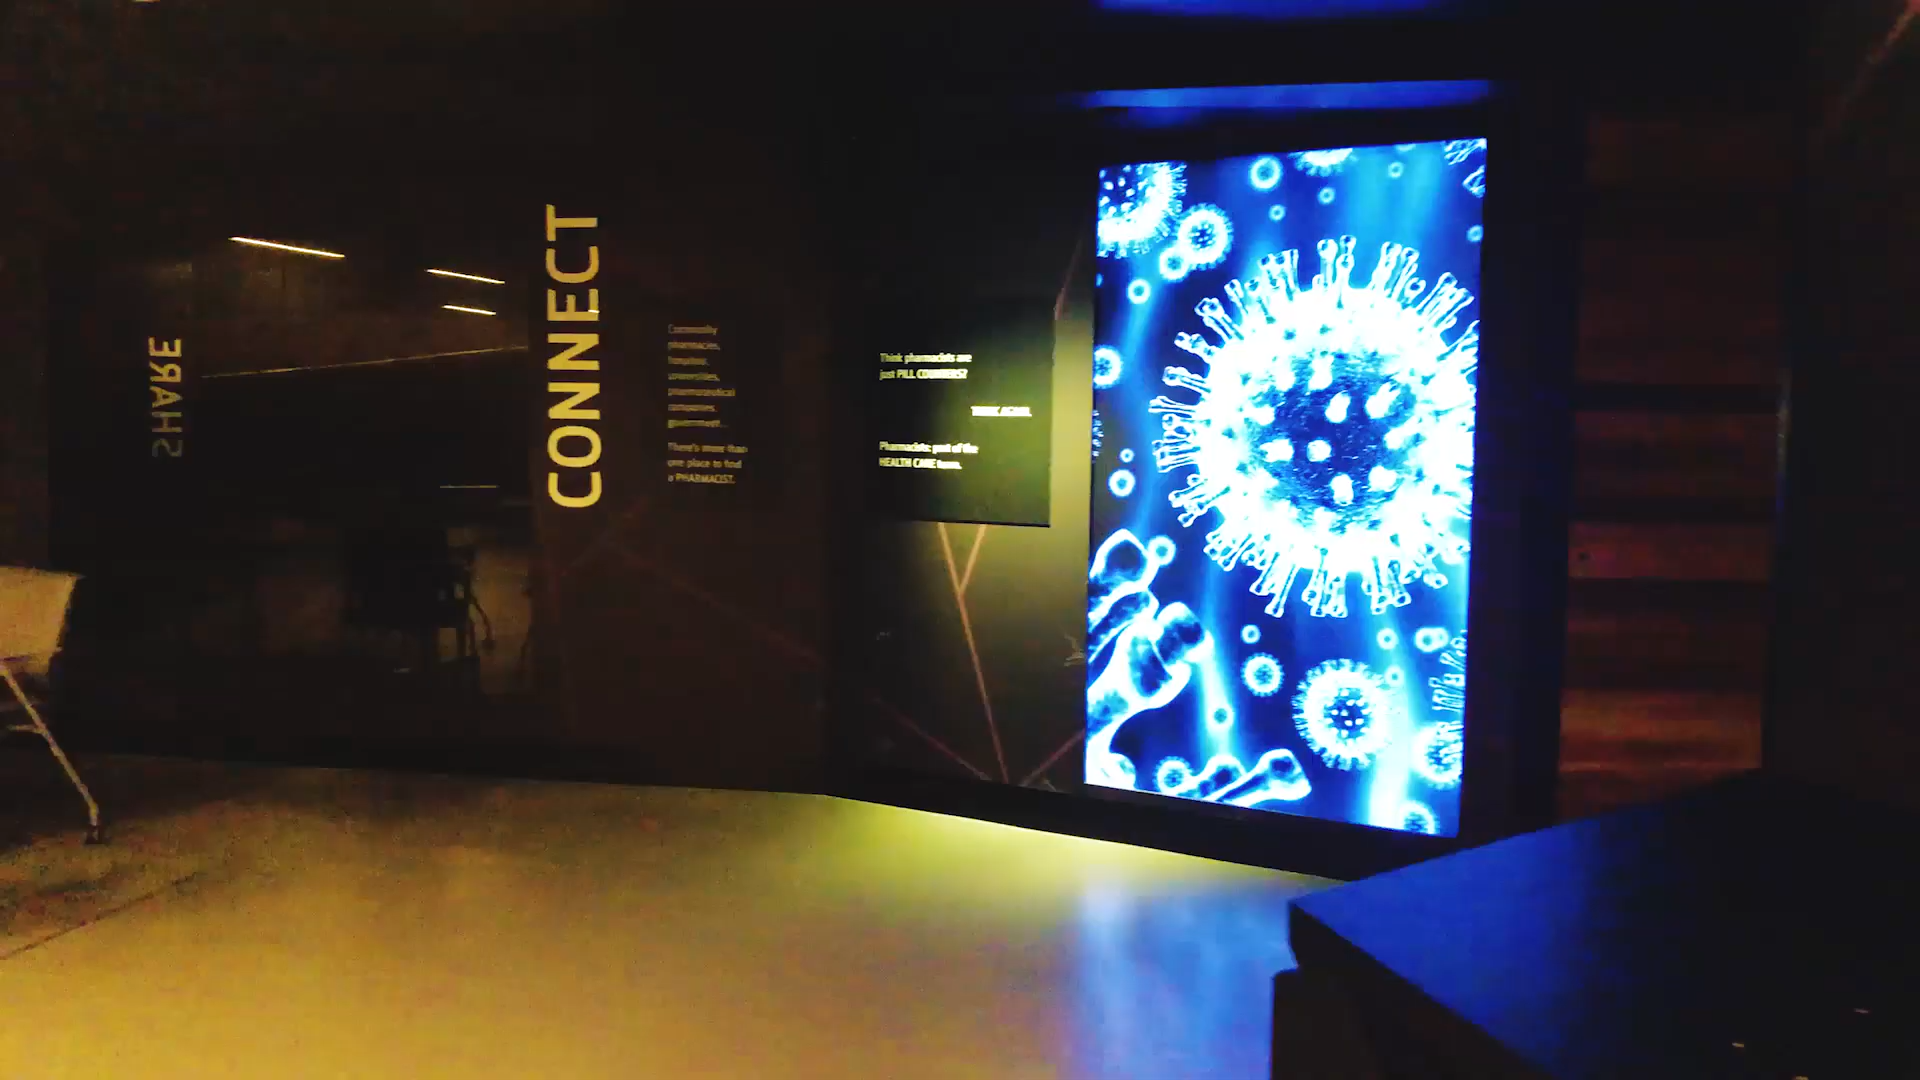 SHARE
CONNECT
Community
pharmacies,
hospitals,
universities,
pharmaceutical
companies,
government...
There's more than
one place to find
a PHARMACIST.
Think pharmacists are
just PILL COUNTERS?
THINK AGAIN.
Pharmacists: part of the
HEALTH CARE team.